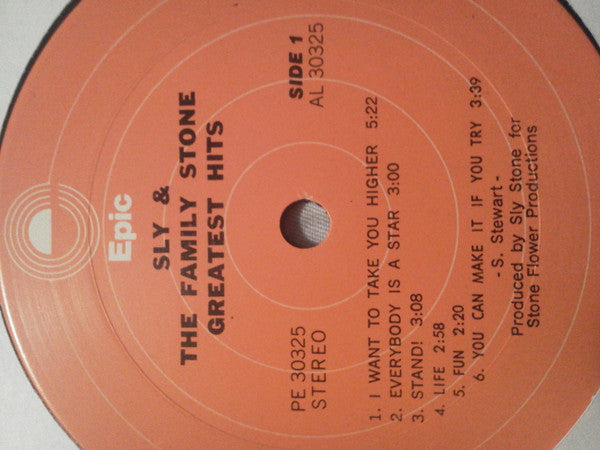 Epic
SLY &
THE FAMILY STONE
GREATEST HITS
PE 30325
STEREO
SIDE 1
AL 30325
1. I WANT TO TAKE YOU HIGHER 5:22
2. EVERYBODY IS A STAR 3:00
3. STAND! 3:08
4. LIFE 2:58
5. FUN 2:20
6. YOU CAN MAKE IT IF YOU TRY 3:39
- S. Stewart -
Produced by Sly Stone for
Stone Flower Productions